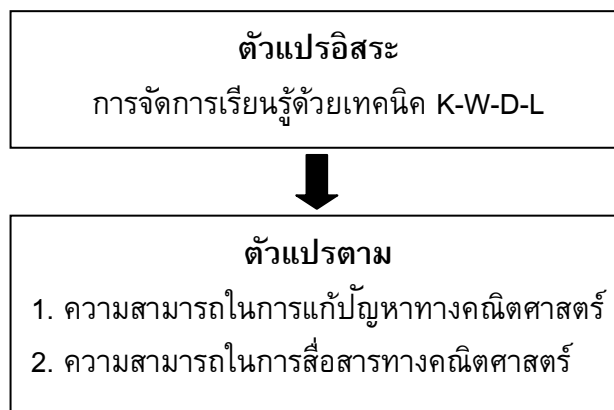 ตัวแปรอิสระ
การจัดการเรียนรู้ด้วยเทคนิค K-W-D-L
ตัวแปรตาม
1. ความสามารถในการแก้ปัญหาทางคณิตศาสตร์
2. ความสามารถในการสื่อสารทางคณิตศาสตร์